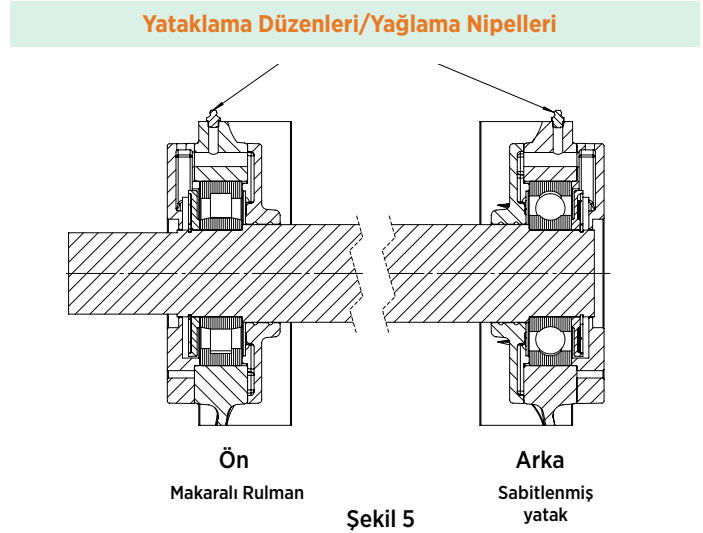 Yataklama Düzenleri/Yağlama Nipelleri
Ön
Makaralı Rulman
Arka
Sabitlenmiş
yatak
Şekil 5